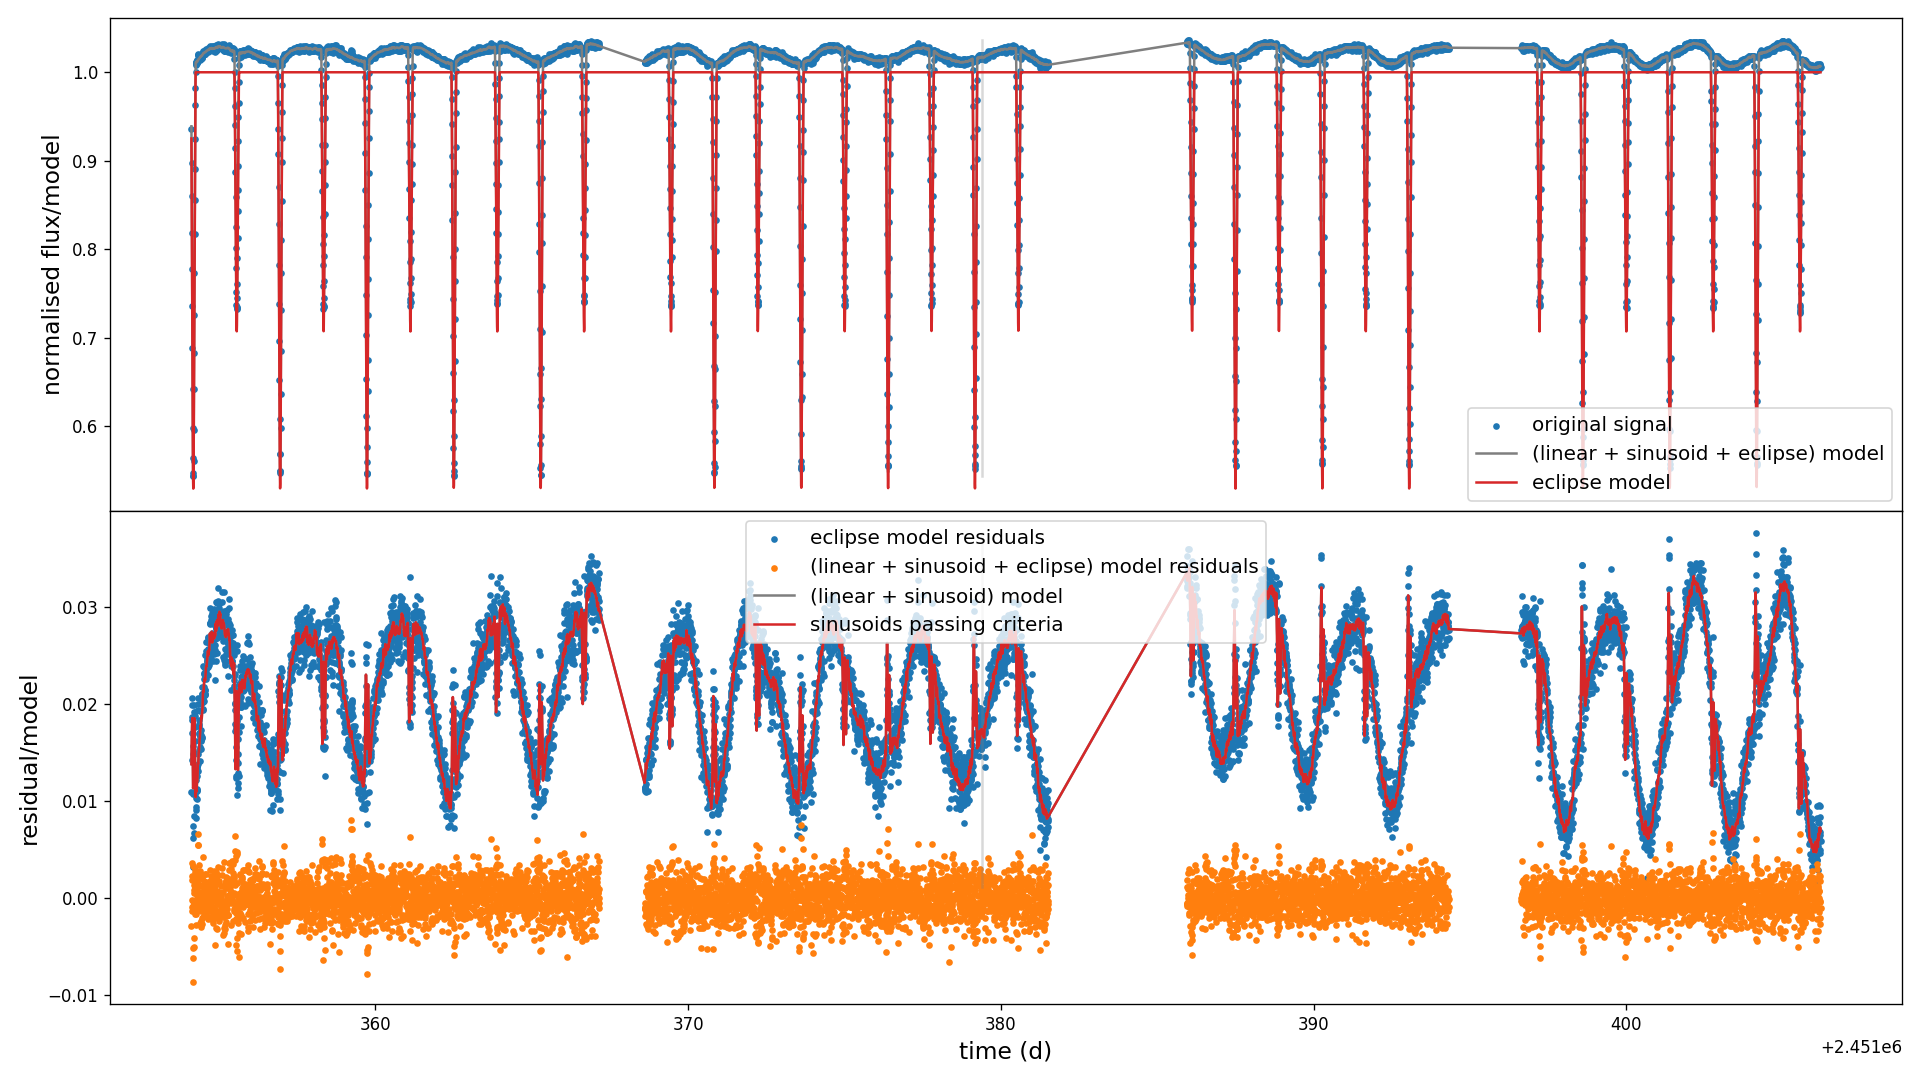 normalised flux/model
1.0
0.9
0.8
0.7
0.6
original signal
(linear + sinusoid + eclipse) model
eclipse model
residual/model
0.03
0.02
0.01
0.00
−0.01
eclipse model residuals
(linear + sinusoid + eclipse) model residuals
(linear + sinusoid) model
sinusoids passing criteria
360
370
380
390
400
time (d)
+2.451e6